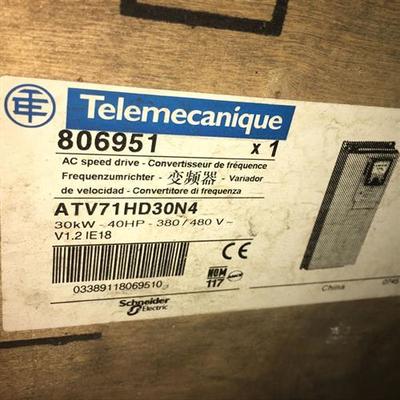 Telemecanique
806951 x 1
AC speed drive - Convertisseur de fréquence
Frequenzumrichter - 变频器 - Variador
de velocidad - Convertitore di frequenza
ATV71HD30N4
30kW - 40HP - 380 / 480 V ~
V1.2 IE18
CE
NOM
117
03389118069510
Schneider
Electric
China
0745